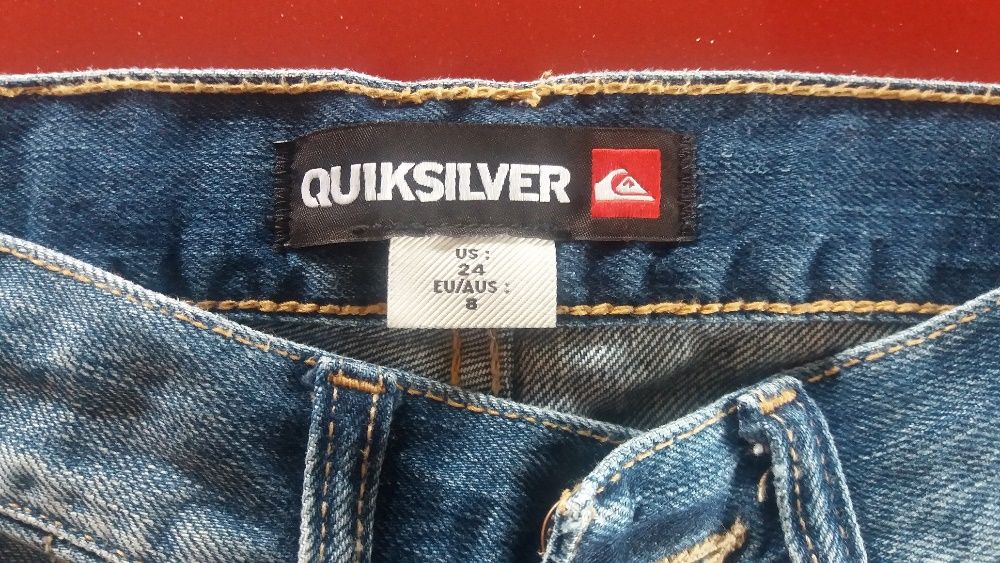 QUIKSILVER
US :
24
EU/AUS :
8